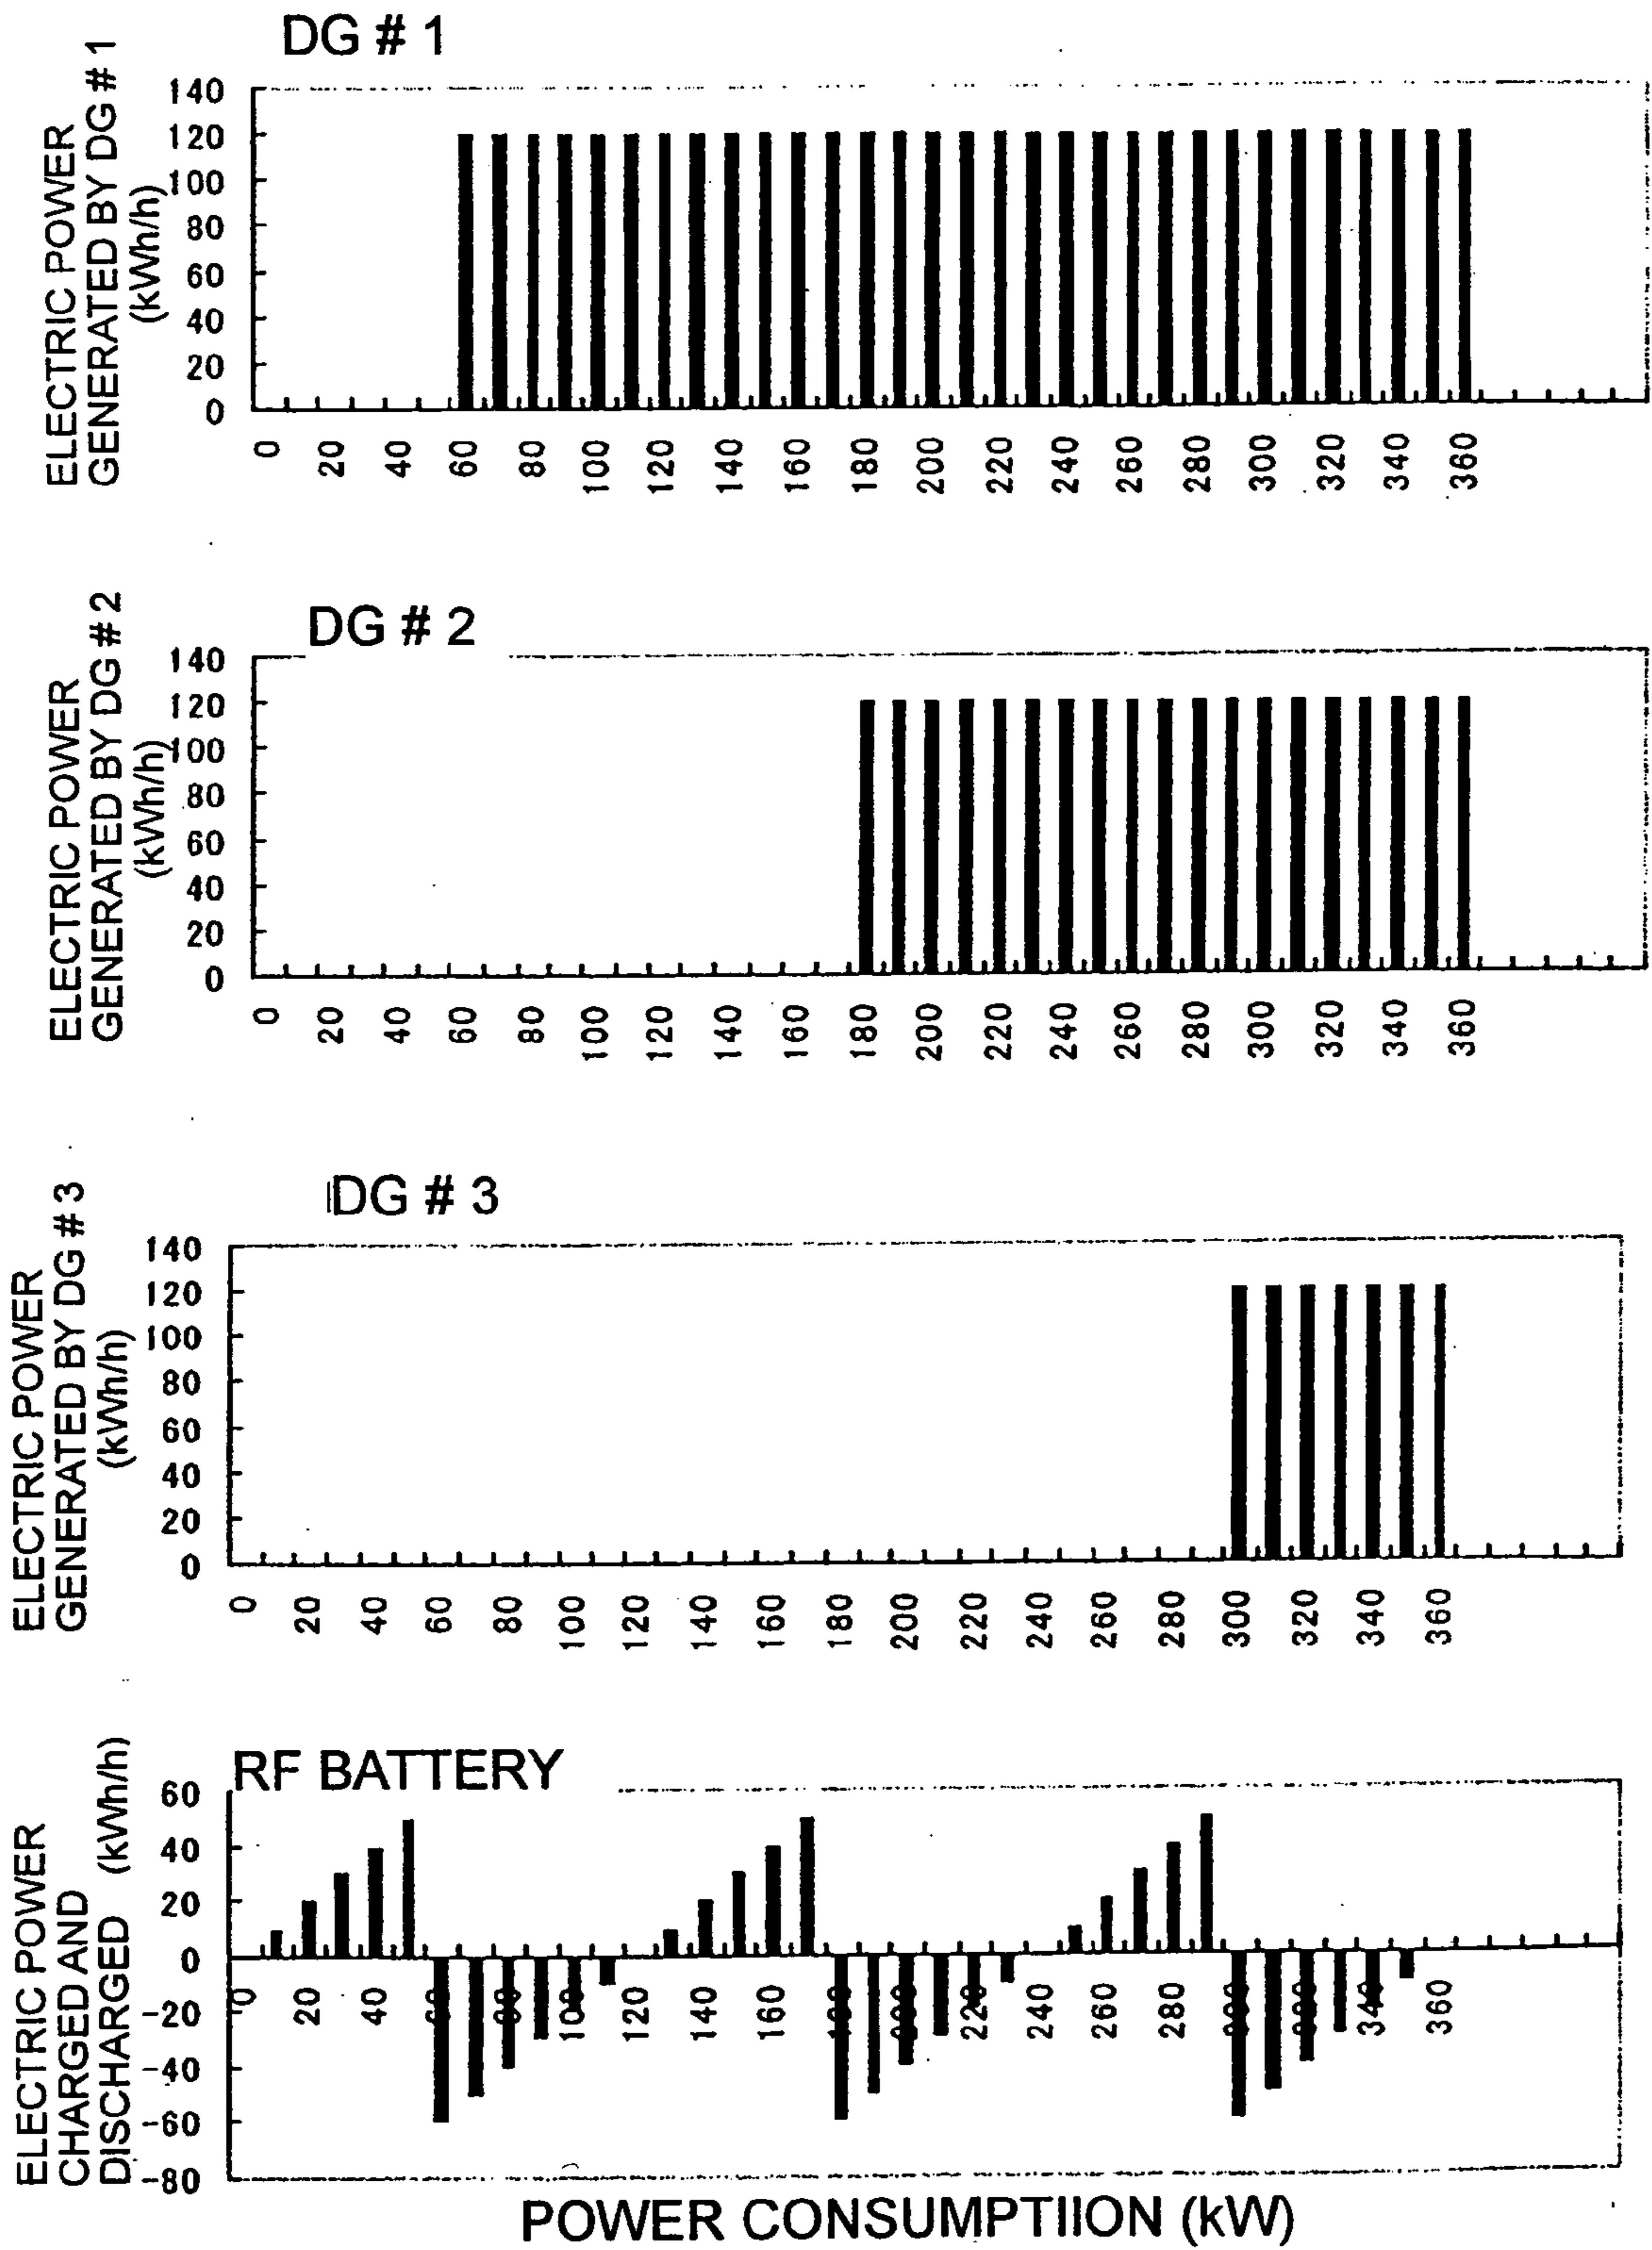 DG # 1
ELECTRIC POWER
GENERATED BY DG # 1
(kWh/h)
140
120
100
80
60
40
20
0
0 20 40 60 80 100 120 140 160 180 200 220 240 260 280 300 320 340 360
DG # 2
ELECTRIC POWER
GENERATED BY DG # 2
(kWh/h)
140
120
100
80
60
40
20
0
0 20 40 60 80 100 120 140 160 180 200 220 240 260 280 300 320 340 360
DG # 3
ELECTRIC POWER
GENERATED BY DG # 3
(kWh/h)
140
120
100
80
60
40
20
0
0 20 40 60 80 100 120 140 160 180 200 220 240 260 280 300 320 340 360
RF BATTERY
ELECTRIC POWER
CHARGED AND
DISCHARGED (kWh/h)
60
40
20
0
-20
-40
-60
-80
0 20 40 100 120 140 160 220 240 260 280 340 360
POWER CONSUMPTIION (kW)